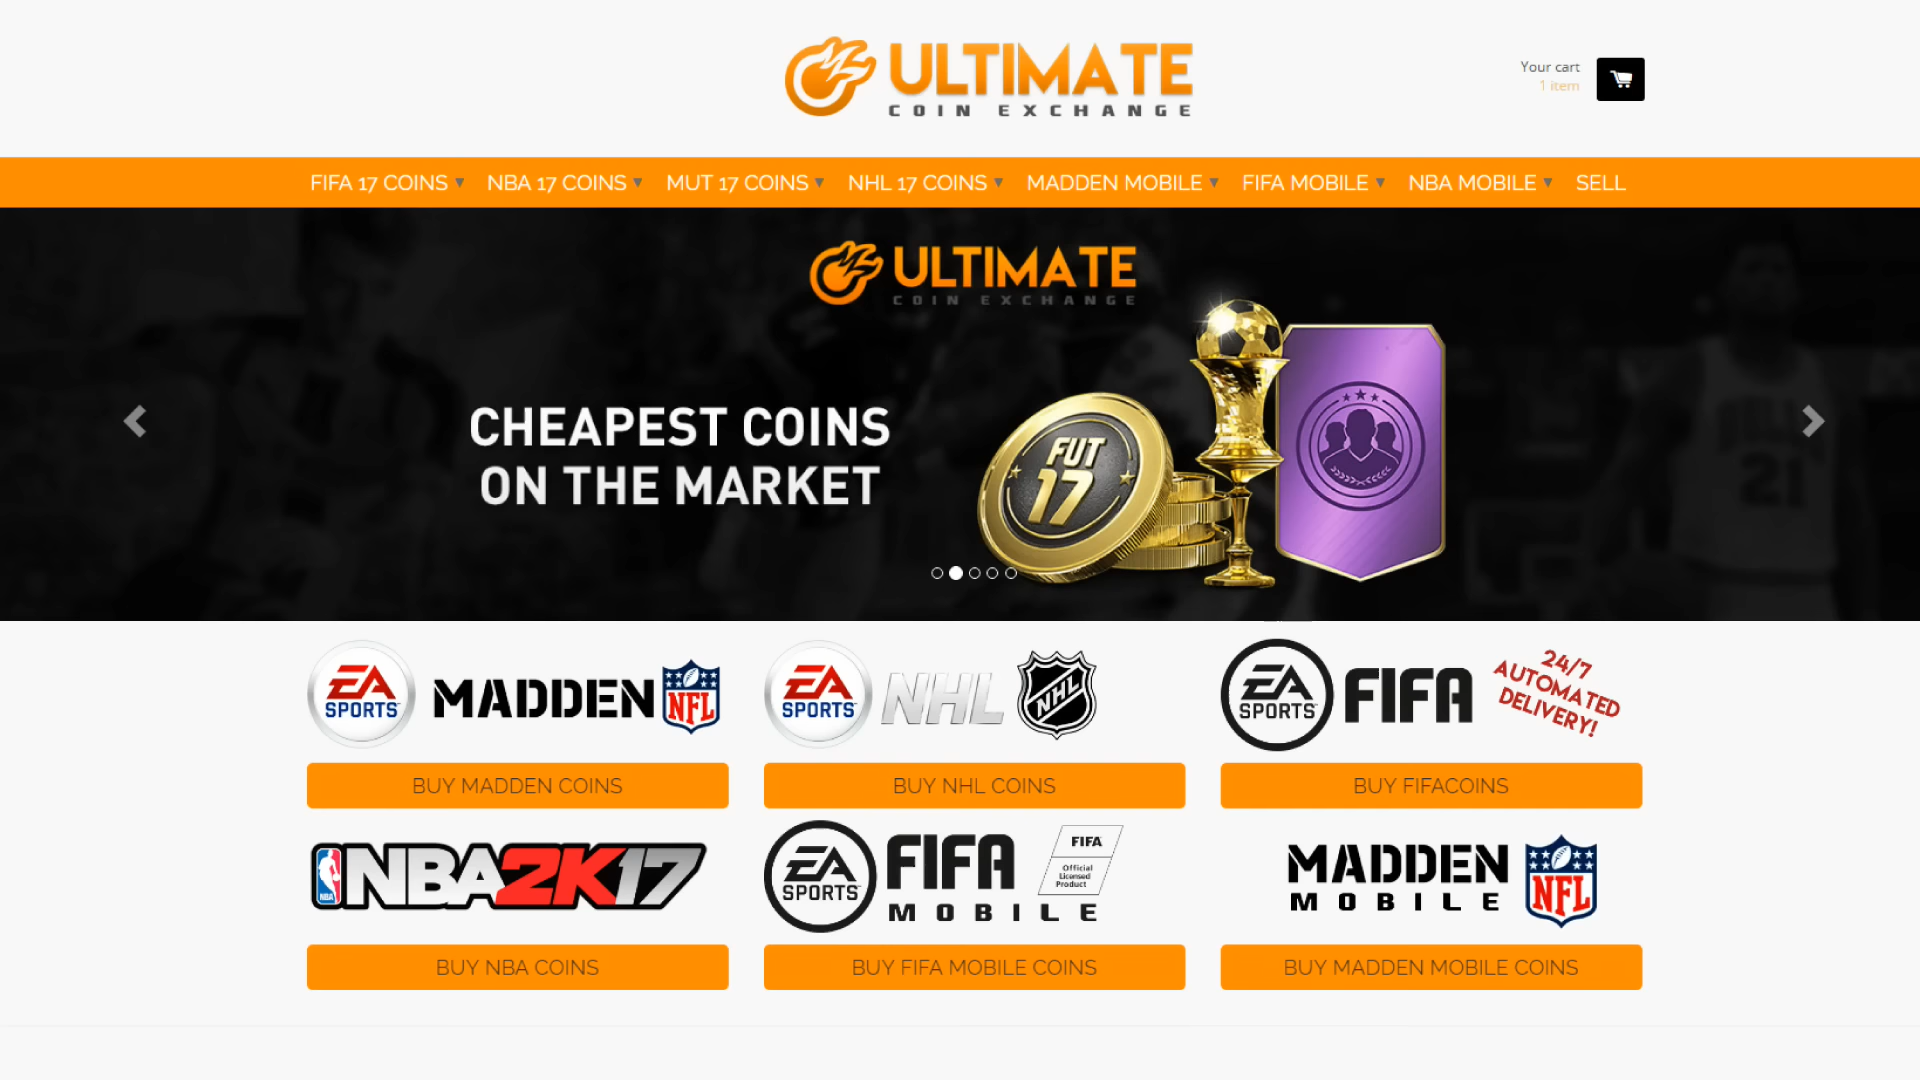 ULTIMATE
COIN EXCHANGE
Your cart
1 item
FIFA 17 COINS
NBA 17 COINS
MUT 17 COINS
NHL 17 COINS
MADDEN MOBILE
FIFA MOBILE
NBA MOBILE
SELL
ULTIMATE
COIN EXCHANGE
CHEAPEST COINS
ON THE MARKET
FUT
17
21
EA
SPORTS
MADDEN
NFL
EA
SPORTS
NHL
NHL
EA
SPORTS
FIFA
24/7
AUTOMATED
DELIVERY!
BUY MADDEN COINS
BUY NHL COINS
BUY FIFACOINS
NBA
NBA2K17
EA
SPORTS
FIFA
MOBILE
FIFA
Official
Licensed
Product
MADDEN
MOBILE
NFL
BUY NBA COINS
BUY FIFA MOBILE COINS
BUY MADDEN MOBILE COINS